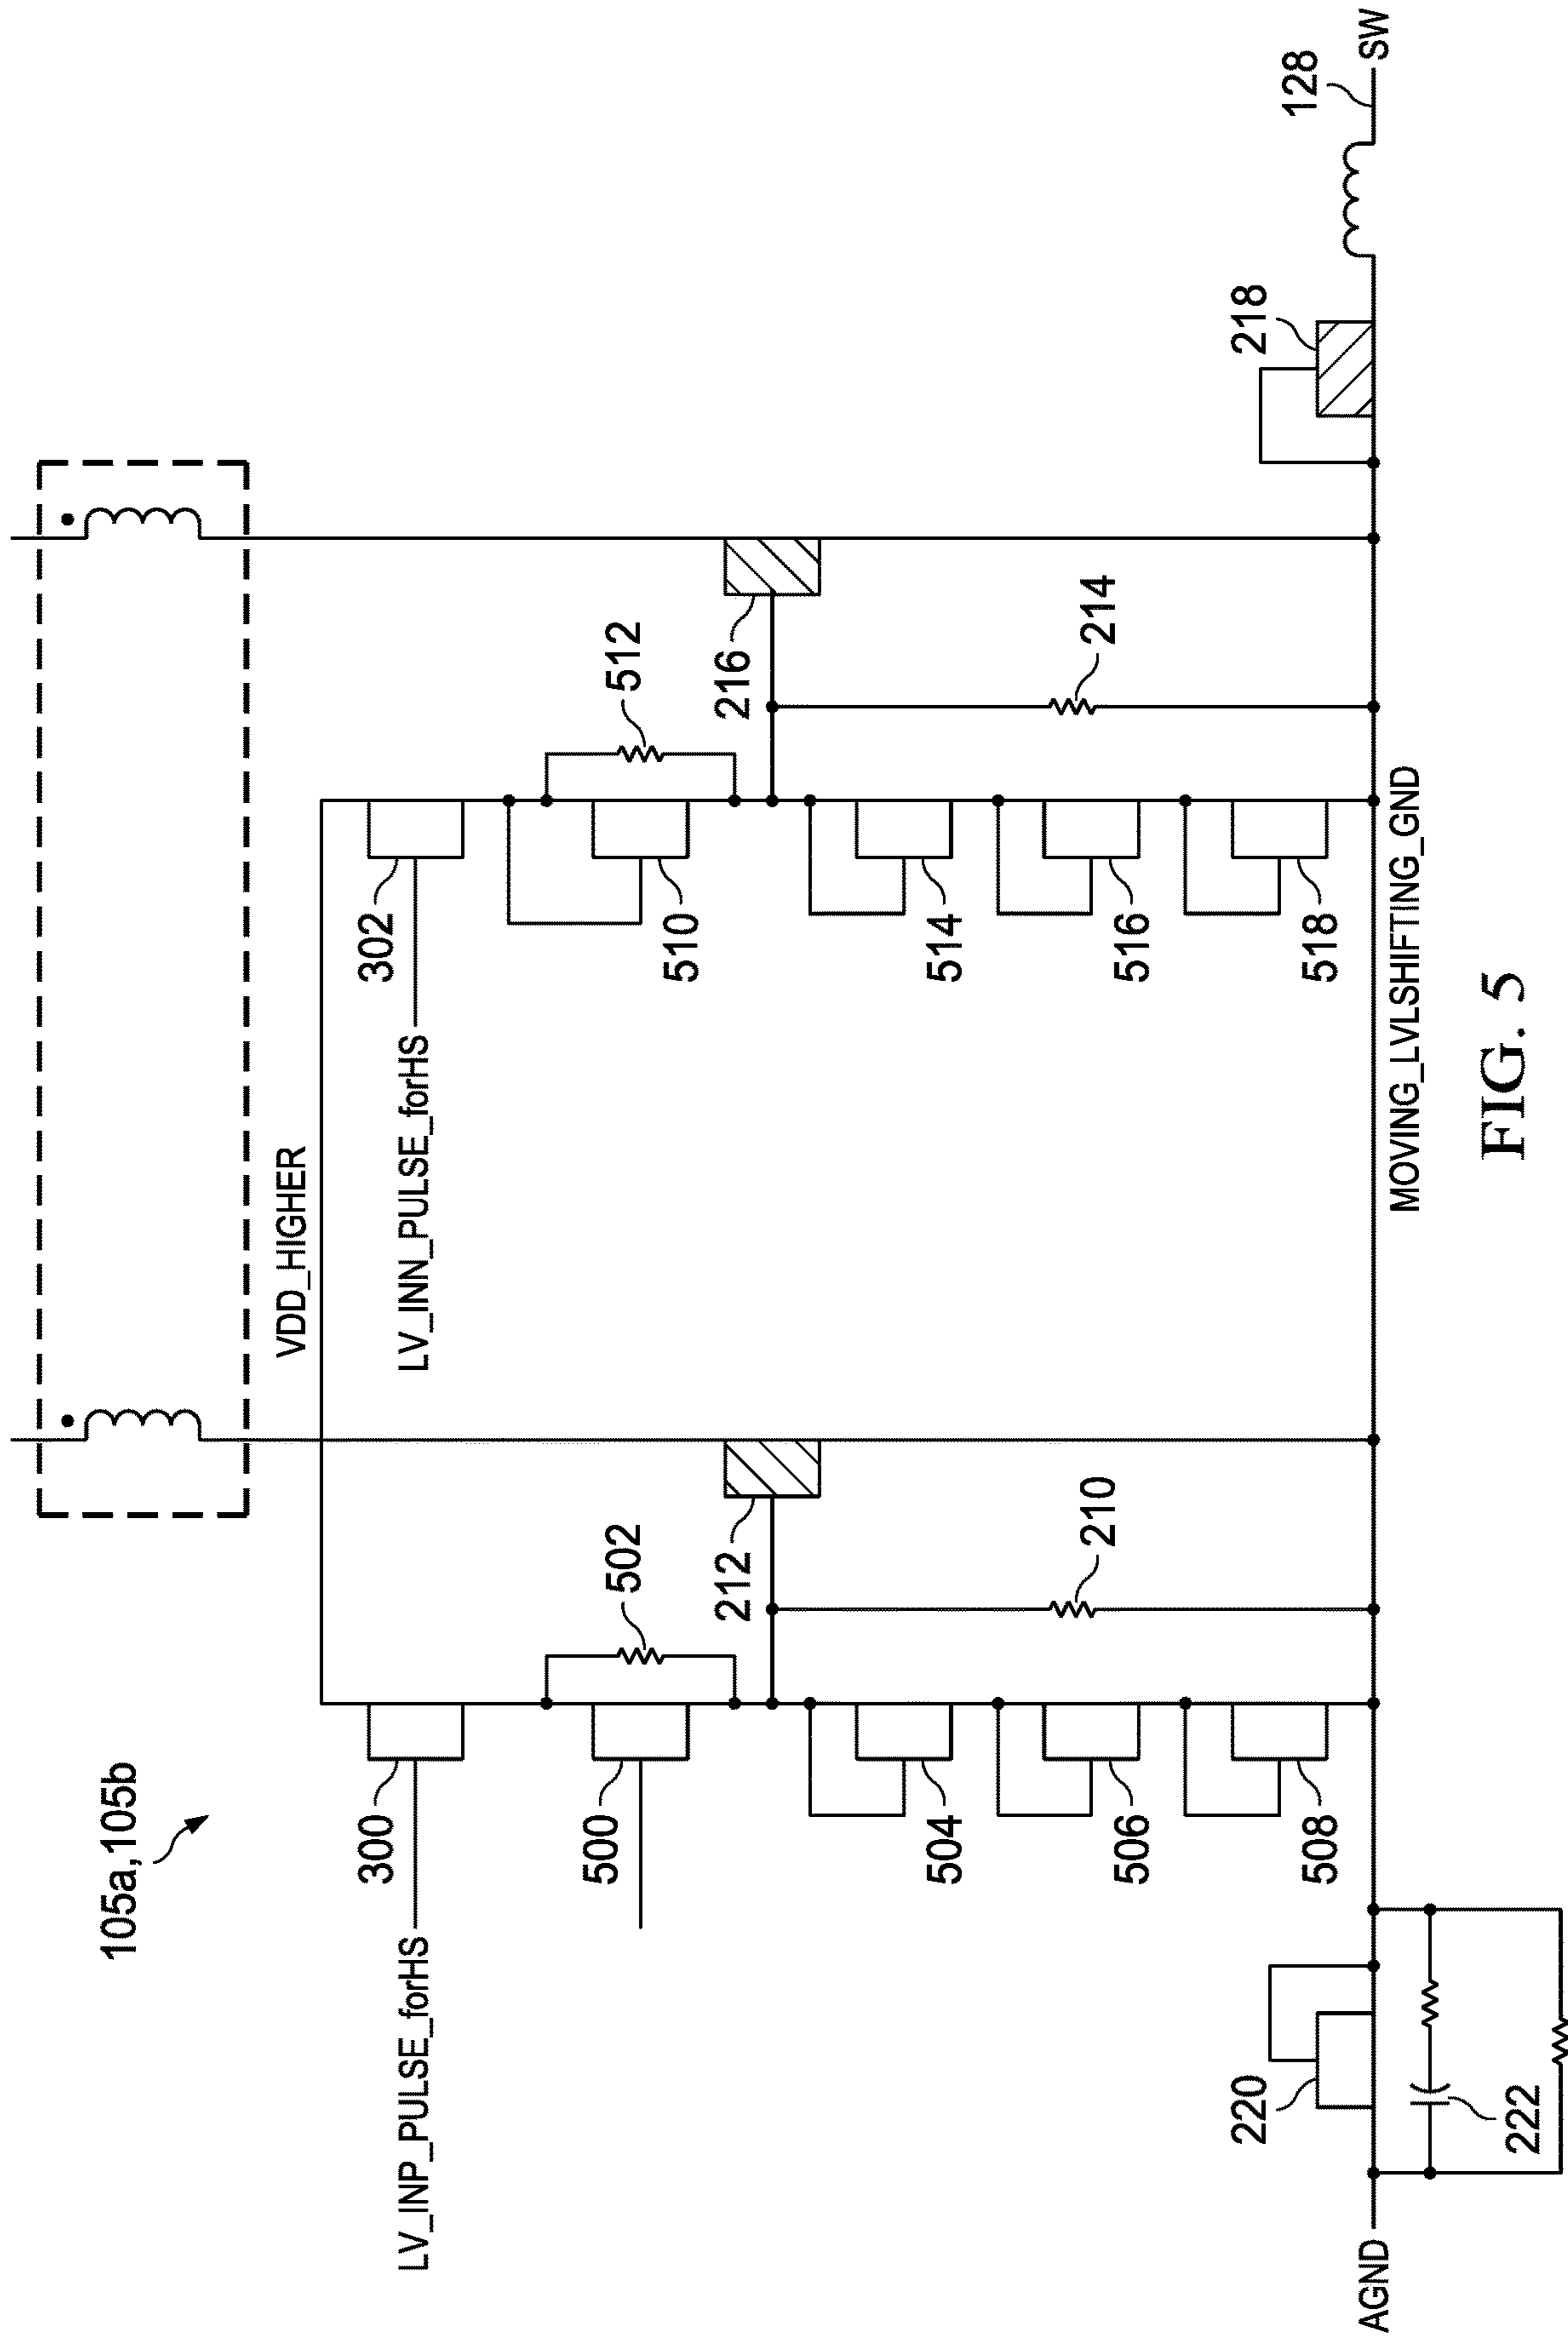 105a, 105b
VDD_HIGHER
LV_INP_PULSE_forHS
300
LV_INN_PULSE_forHS
302
500
502
510
512
212
216
504
210
514
214
506
516
508
518
220
218
128
AGND
MOVING_LVLSHIFTING_GND
SW
222
FIG. 5